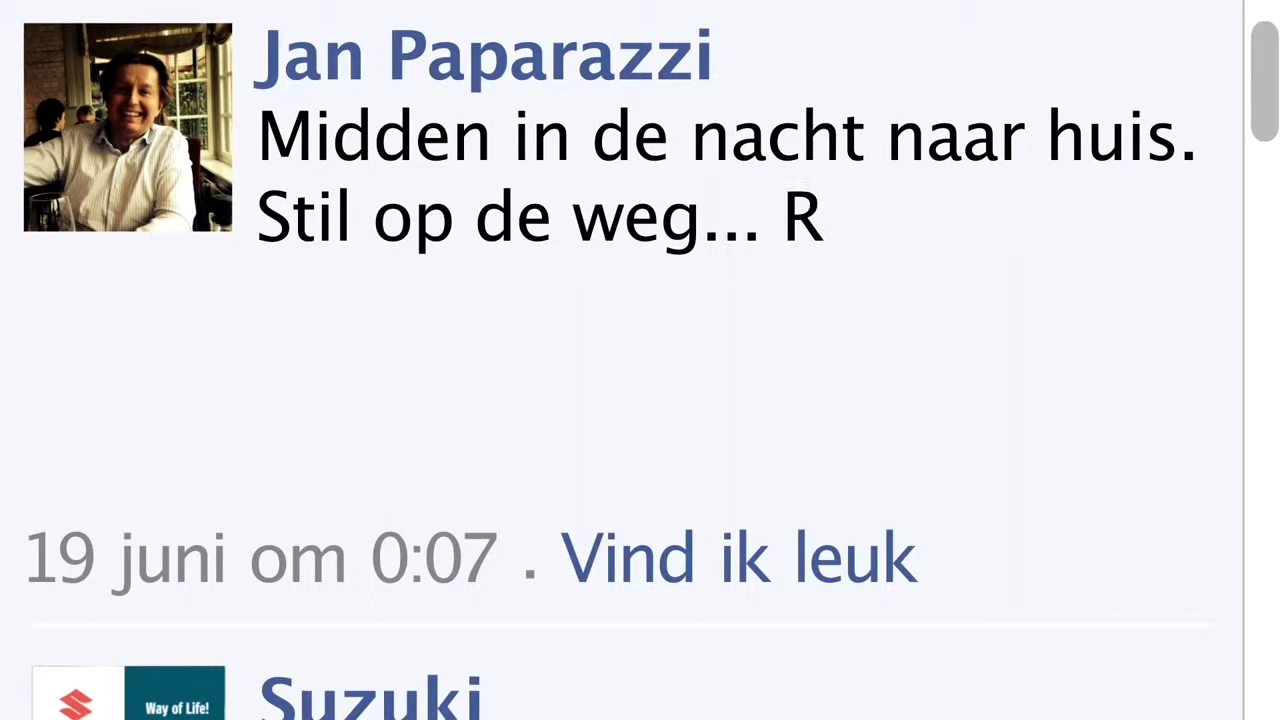 Jan Paparazzi
Midden in de nacht naar huis.
Stil op de weg... R
19 juni om 0:07 . Vind ik leuk
Way of Life!
Suzuki